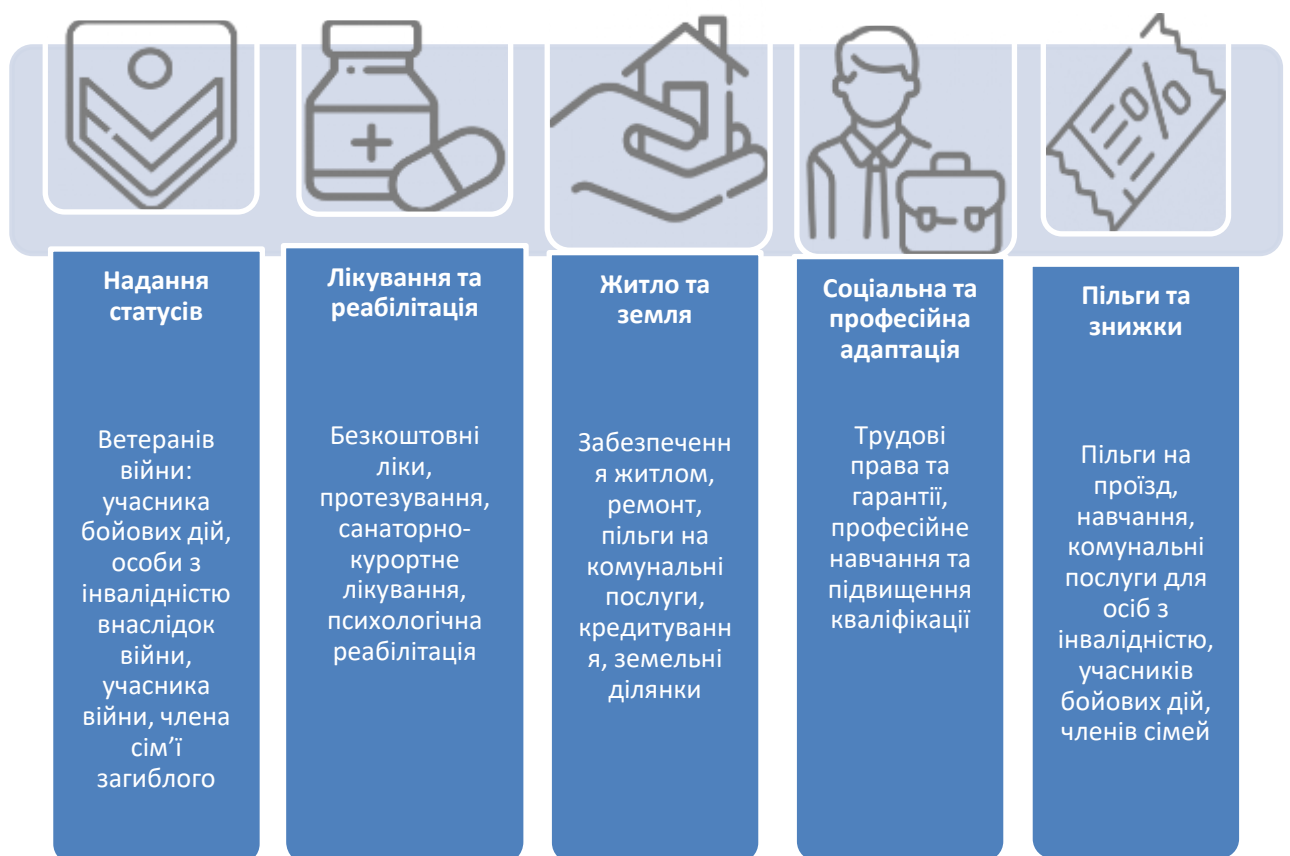 Надання
статусів
Ветеранів
війни:
учасника
бойових дій,
особи з
інвалідністю
внаслідок
війни,
учасника
війни, члена
сім’ї
загиблого
Лікування та
реабілітація
Безкоштовні
ліки,
протезування,
санаторно-
курортне
лікування,
психологічна
реабілітація
Житло та
земля
Забезпеченн
я житлом,
ремонт,
пільги на
комунальні
послуги,
кредитуванн
я, земельні
ділянки
Соціальна та
професійна
адаптація
Трудові
права та
гарантії,
професійне
навчання та
підвищення
кваліфікації
Пільги та
знижки
Пільги на
проїзд,
навчання,
комунальні
послуги для
осіб з
інвалідністю,
учасників
бойових дій,
членів сімей